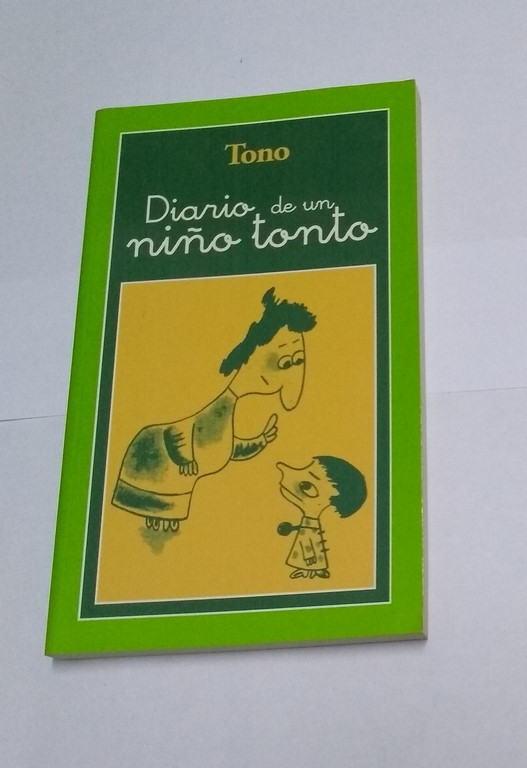 Tono
Diario de un
niño tonto